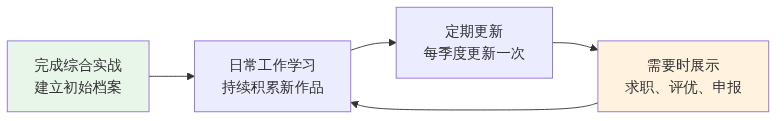 完成综合实战
建立初始档案
日常工作学习
持续积累新作品
定期更新
每季度更新一次
需要时展示
求职、评优、申报